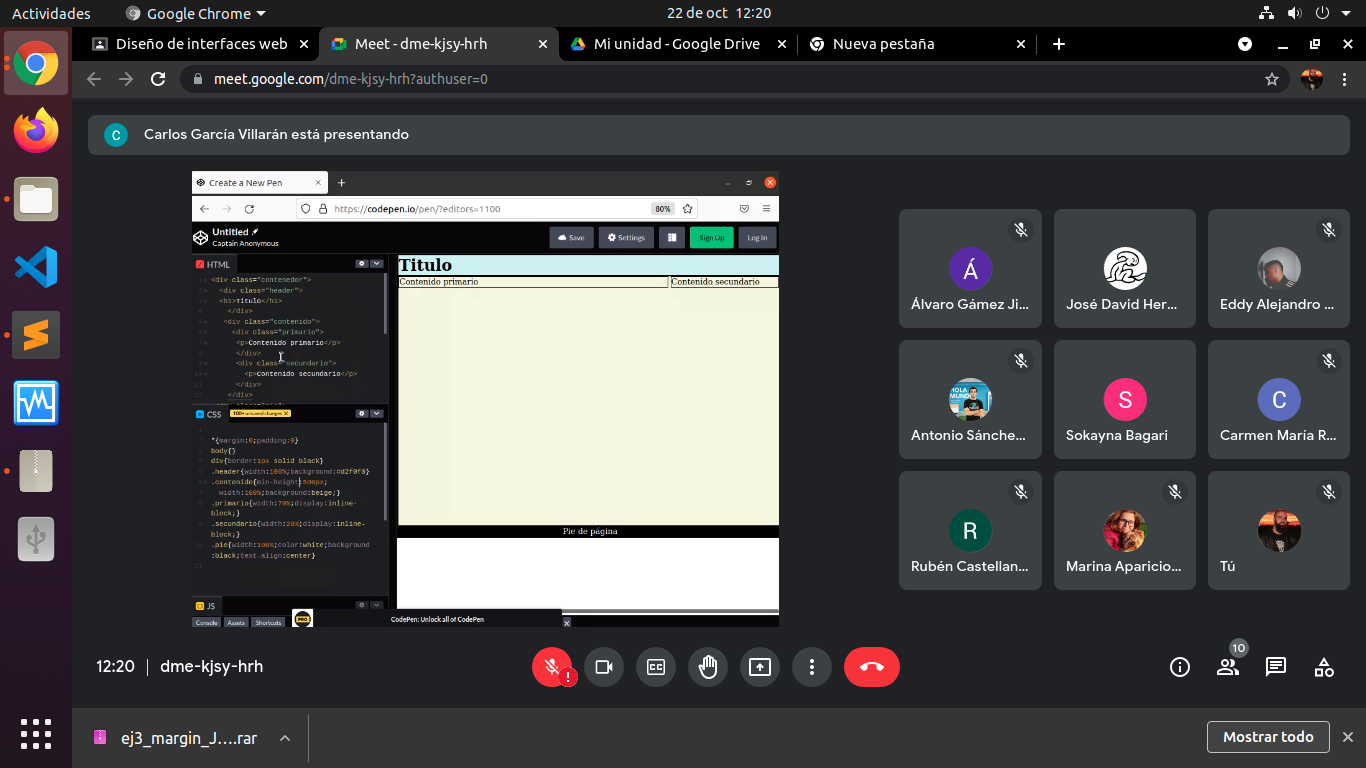 Actividades
Google Chrome
22 de oct 12:20
Diseño de interfaces web
Meet - dme-kjsy-hrh
Mi unidad - Google Drive
Nueva pestaña
meet.google.com/dme-kjsy-hrh?authuser=0
C
Carlos García Villarán está presentando
Create a New Pen
https://codepen.io/pen/?editors=1100
80%
Untitled
Captain Anonymous
Save
Settings
Sign Up
Log In
HTML
<div class="contenedor">
<div class="header">
<h1>Titulo</h1>
</div>
<div class="contenido">
<div class="primario">
<p>Contenido primario</p>
</div>
<div class="secundario">
<p>Contenido secundario</p>
</div>
</div>
CSS
100+ unsaved changes X
*{margin:0;padding:0}
body{}
div{border:1px solid black}
.header{width:100%;background:#d2f0f9}
.contenido{min-height:500px;
width:100%;background:beige;}
.primario{width:70%;display:inline-
block;}
.secundario{width:28%;display:inline-
block;}
.pie{width:100%;color:white;background
:black;text-align:center}
JS
Console
Assets
Shortcuts
PRO
CodePen: Unlock all of CodePen
Titulo
Contenido primario
Contenido secundario
Pie de página
Á
Álvaro Gámez Ji...
José David Her...
Eddy Alejandro ...
HOLA
MUNDO
Antonio Sánche...
S
Sokayna Bagari
C
Carmen María R...
R
Rubén Castellan...
Marina Aparicio...
Tú
12:20 | dme-kjsy-hrh
CC
10
ej3_margin_J....rar
Mostrar todo